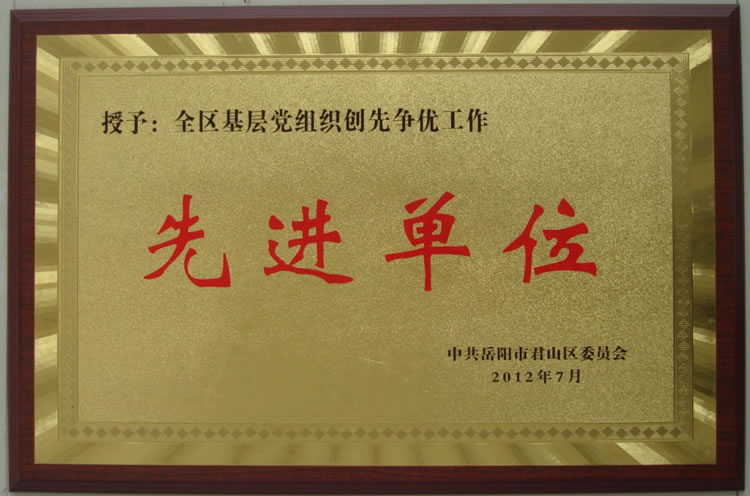 授予：全区基层党组织创先争优工作
先进单位
中共岳阳市君山区委员会
2012年7月